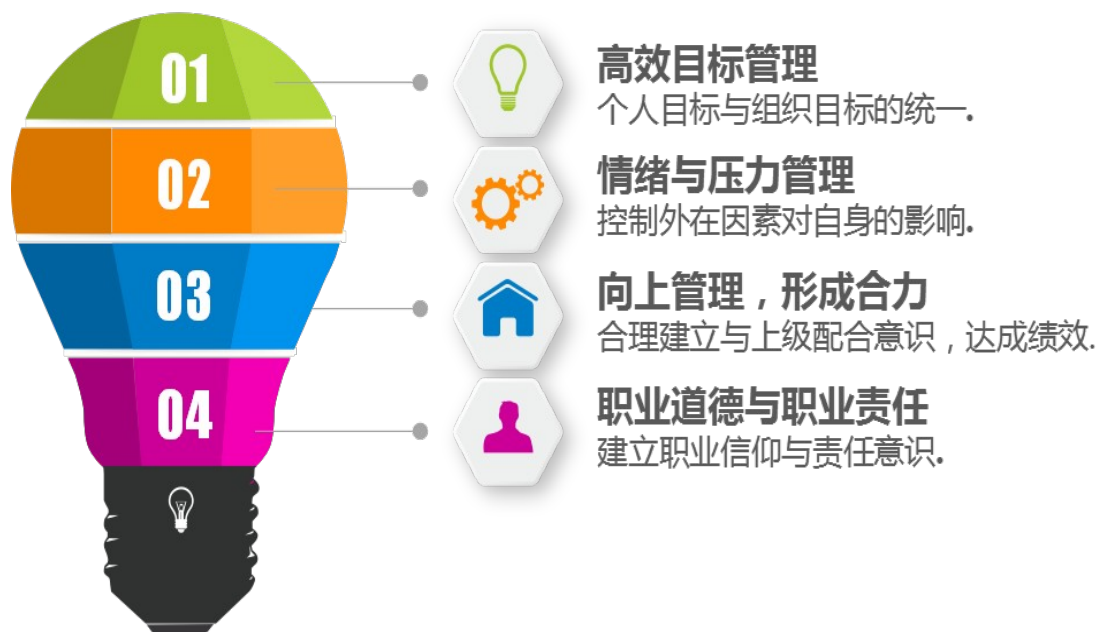 01
高效目标管理
个人目标与组织目标的统一.
02
情绪与压力管理
控制外在因素对自身的影响.
03
向上管理，形成合力
合理建立与上级配合意识，达成绩效.
04
职业道德与职业责任
建立职业信仰与责任意识.